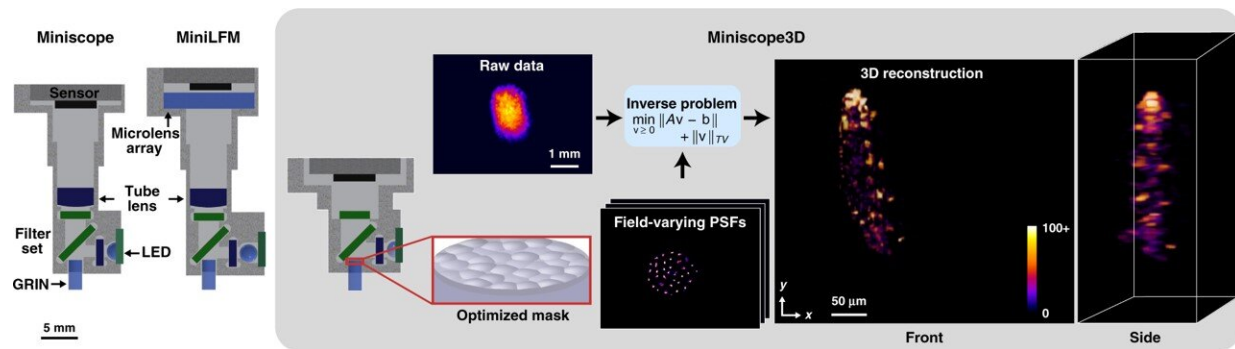 Miniscope
MiniLFM
Sensor
Microlens
array
Tube
lens
Filter
set
LED
GRIN
5 mm
Miniscope3D
Raw data
1 mm
Inverse problem
min ‖Av − b‖
v ≥ 0
+ ‖v‖TV
Optimized mask
Field-varying PSFs
3D reconstruction
100+
0
y
x
50 μm
Front
Side